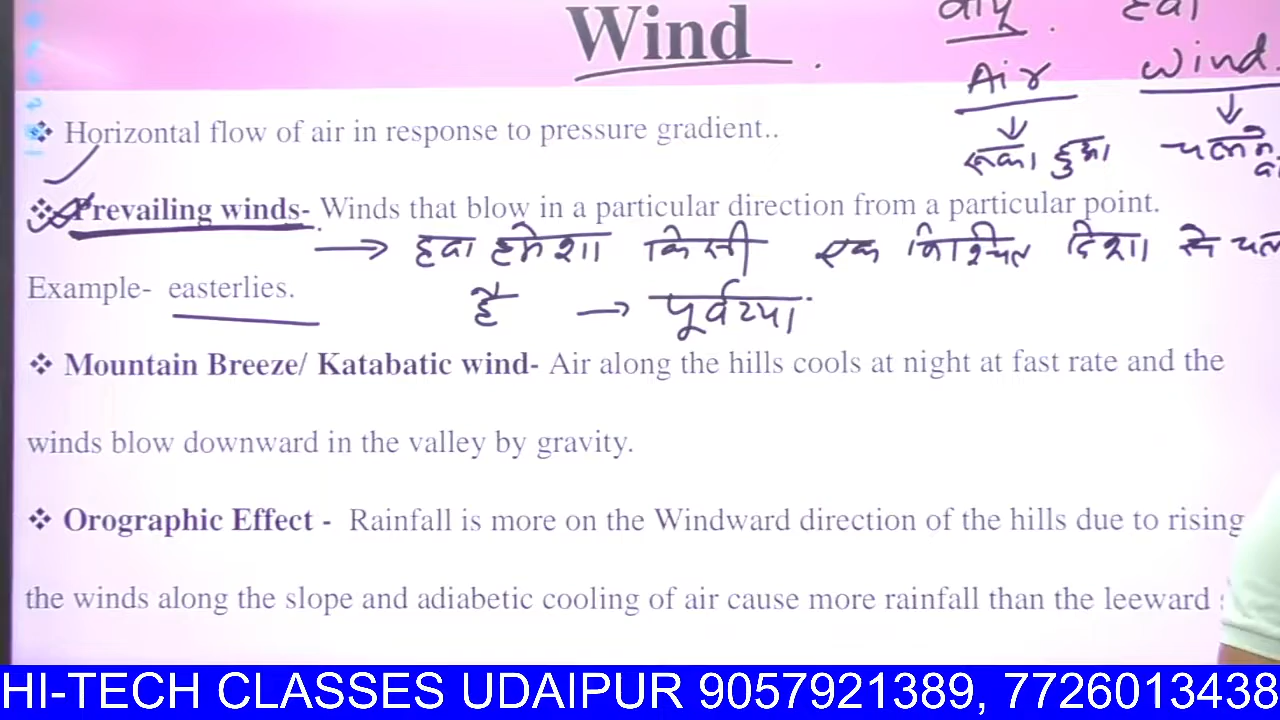 Wind
वायु हवा
Air Wind.
रूका हुआ चलने
❖ Horizontal flow of air in response to pressure gradient..
❖ Prevailing winds- Winds that blow in a particular direction from a particular point.
→ हवा हमेशा किसी एक निश्चित दिशा से
Example- easterlies. है → पूर्वय्या
❖ Mountain Breeze/ Katabatic wind- Air along the hills cools at night at fast rate and the
winds blow downward in the valley by gravity.
❖ Orographic Effect - Rainfall is more on the Windward direction of the hills due to rising
the winds along the slope and adiabetic cooling of air cause more rainfall than the leeward
HI-TECH CLASSES UDAIPUR 9057921389, 7726013438